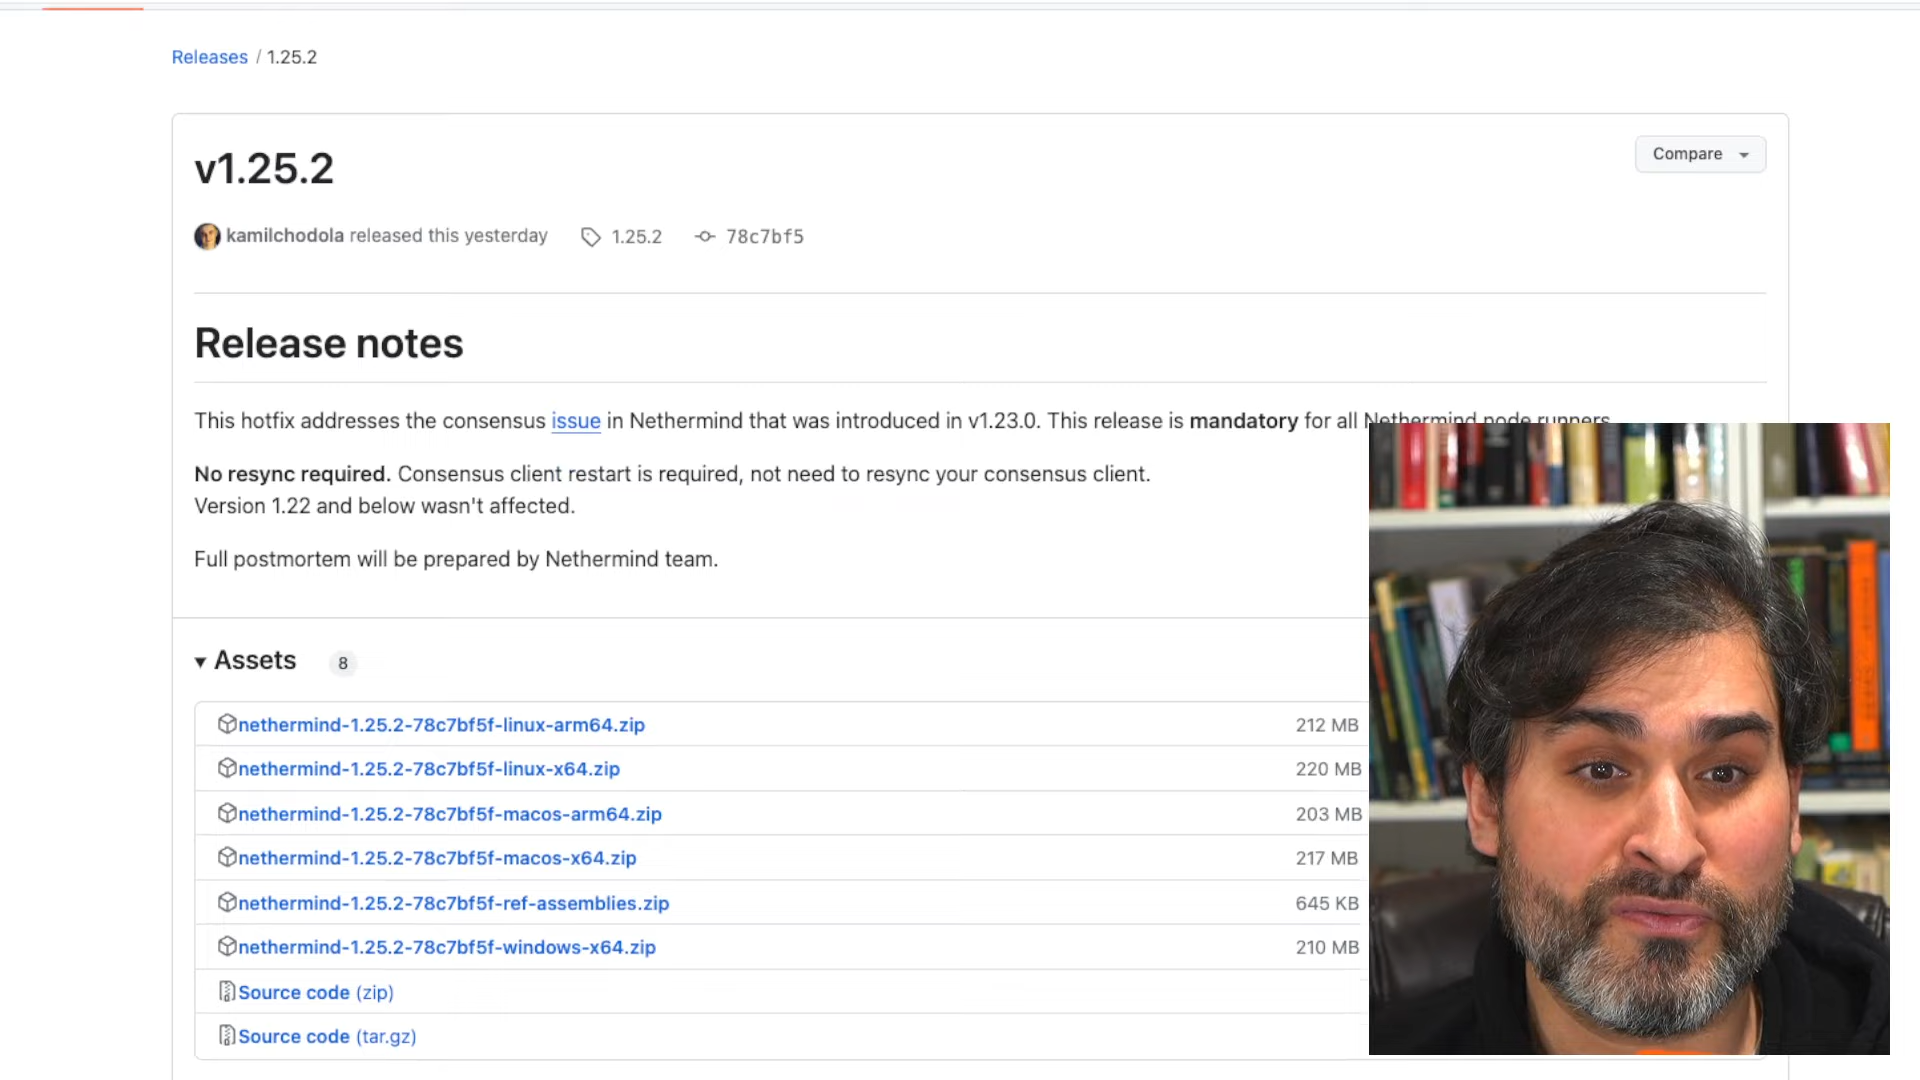 Releases / 1.25.2
v1.25.2
Compare
kamilchodola released this yesterday 1.25.2 78c7bf5
Release notes
This hotfix addresses the consensus issue in Nethermind that was introduced in v1.23.0. This release is mandatory for all Nethermind node runners
No resync required. Consensus client restart is required, not need to resync your consensus client.
Version 1.22 and below wasn't affected.
Full postmortem will be prepared by Nethermind team.
Assets 8
nethermind-1.25.2-78c7bf5f-linux-arm64.zip 212 MB
nethermind-1.25.2-78c7bf5f-linux-x64.zip 220 MB
nethermind-1.25.2-78c7bf5f-macos-arm64.zip 203 MB
nethermind-1.25.2-78c7bf5f-macos-x64.zip 217 MB
nethermind-1.25.2-78c7bf5f-ref-assemblies.zip 645 KB
nethermind-1.25.2-78c7bf5f-windows-x64.zip 210 MB
Source code (zip)
Source code (tar.gz)